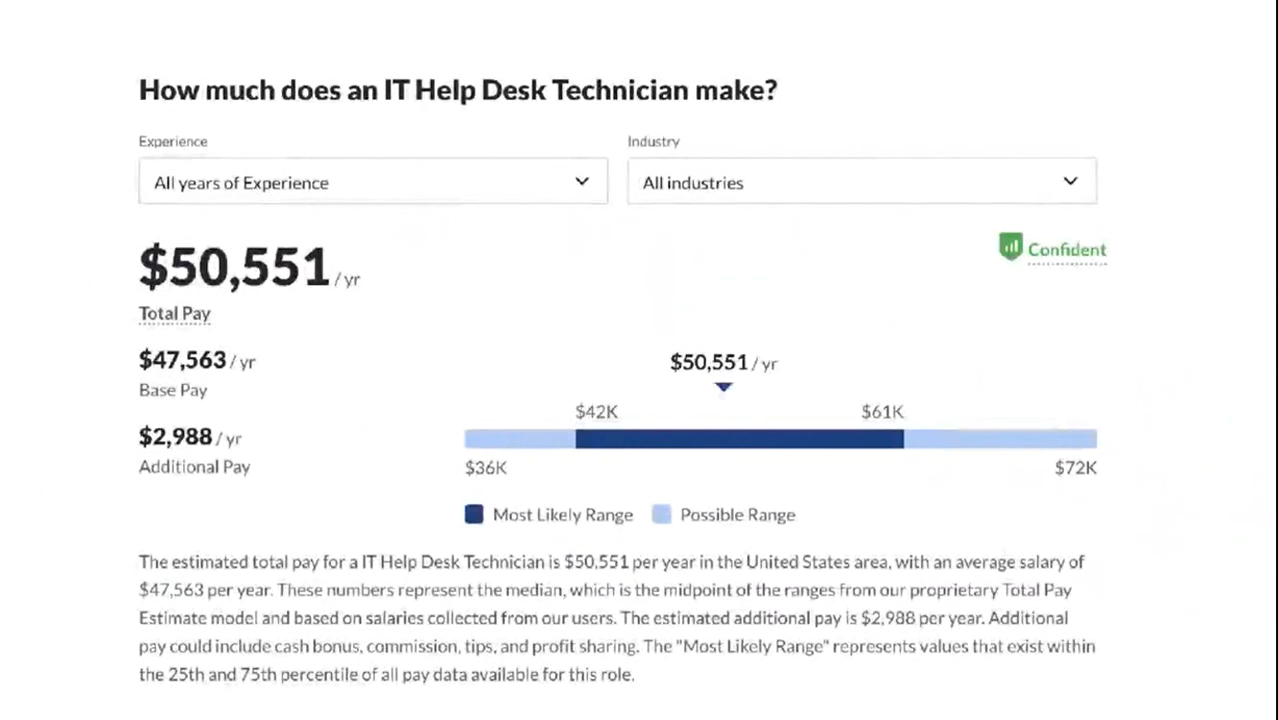 How much does an IT Help Desk Technician make?
Experience Industry
All years of Experience All industries
$50,551 / yr
Confident
Total Pay
$47,563 / yr
Base Pay
$2,988 / yr
Additional Pay
$50,551 / yr
$42K $61K
$36K $72K
Most Likely Range Possible Range
The estimated total pay for a IT Help Desk Technician is $50,551 per year in the United States area, with an average salary of
$47,563 per year. These numbers represent the median, which is the midpoint of the ranges from our proprietary Total Pay
Estimate model and based on salaries collected from our users. The estimated additional pay is $2,988 per year. Additional
pay could include cash bonus, commission, tips, and profit sharing. The "Most Likely Range" represents values that exist within
the 25th and 75th percentile of all pay data available for this role.